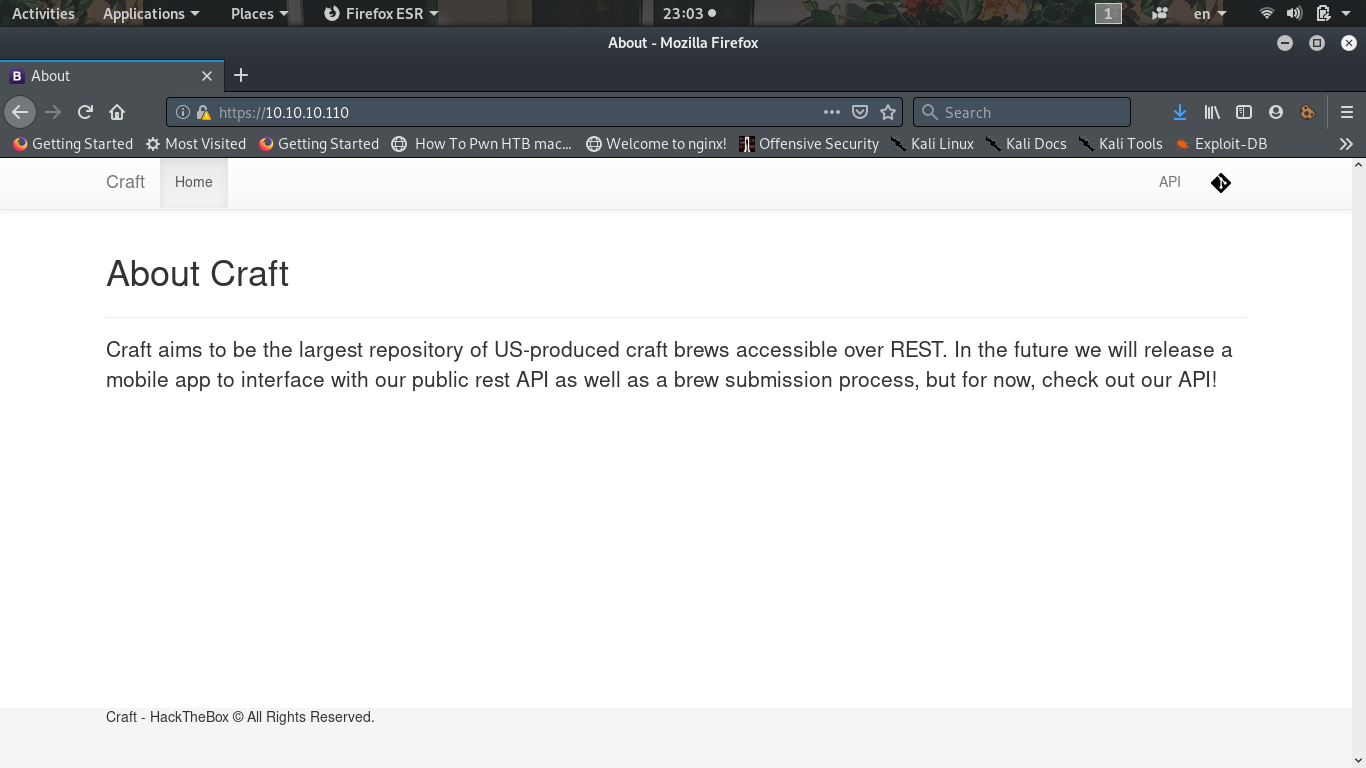 Activities Applications Places Firefox ESR 23:03 1 en
About - Mozilla Firefox
B About
https://10.10.10.110 Search
Getting Started Most Visited Getting Started How To Pwn HTB mac... Welcome to nginx! Offensive Security Kali Linux Kali Docs Kali Tools Exploit-DB
Craft Home API
About Craft
Craft aims to be the largest repository of US-produced craft brews accessible over REST. In the future we will release a
mobile app to interface with our public rest API as well as a brew submission process, but for now, check out our API!
Craft - HackTheBox © All Rights Reserved.